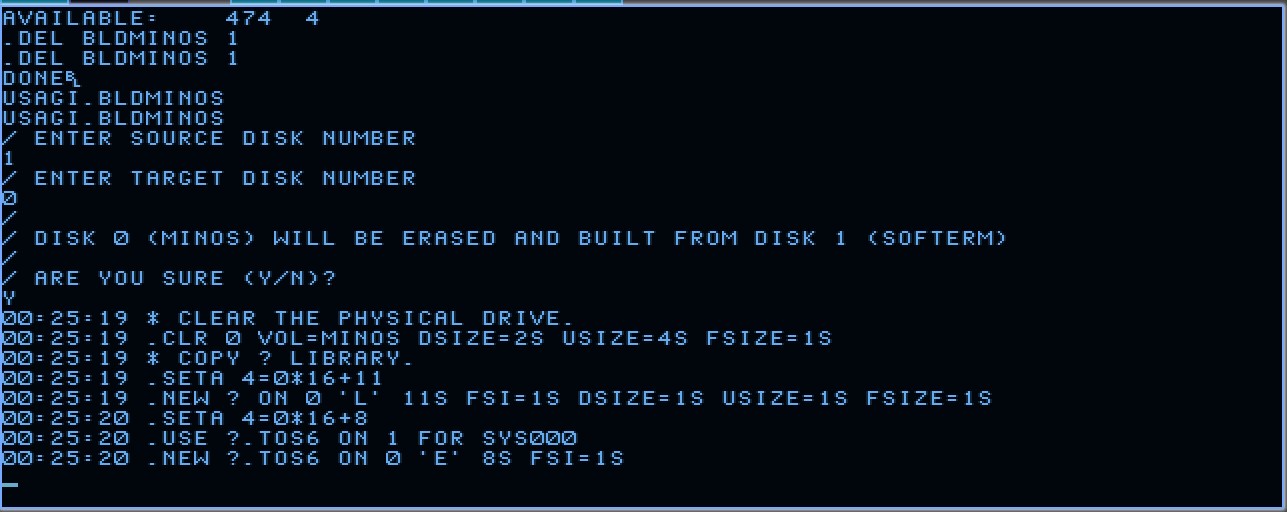 AVAILABLE:    474  4
.DEL BLDMINOS 1
.DEL BLDMINOS 1
DONE␤
USAGI.BLDMINOS
USAGI.BLDMINOS
/ ENTER SOURCE DISK NUMBER
1
/ ENTER TARGET DISK NUMBER
0
/
/ DISK 0 (MINOS) WILL BE ERASED AND BUILT FROM DISK 1 (SOFTERM)
/
/ ARE YOU SURE (Y/N)?
Y
00:25:19 * CLEAR THE PHYSICAL DRIVE.
00:25:19 .CLR 0 VOL=MINOS DSIZE=2S USIZE=4S FSIZE=1S
00:25:19 * COPY ? LIBRARY.
00:25:19 .SETA 4=0*16+11
00:25:19 .NEW ? ON 0 'L' 11S FSI=1S DSIZE=1S USIZE=1S FSIZE=1S
00:25:20 .SETA 4=0*16+8
00:25:20 .USE ?.TOS6 ON 1 FOR SYS000
00:25:20 .NEW ?.TOS6 ON 0 'E' 8S FSI=1S